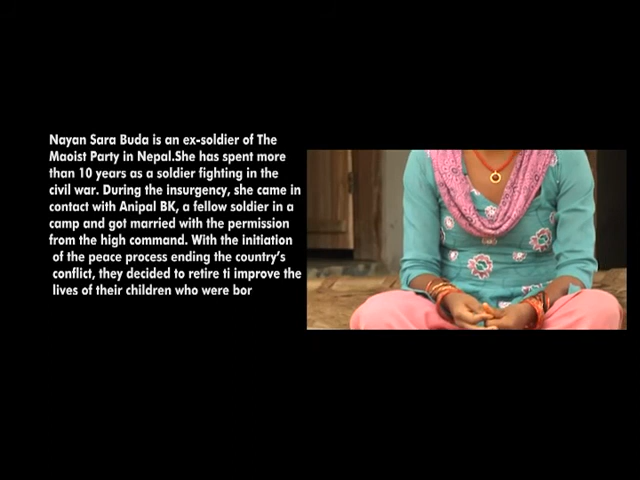 Nayan Sara Buda is an ex-soldier of The
Maoist Party in Nepal.She has spent more
than 10 years as a soldier fighting in the
civil war. During the insurgency, she came in
contact with Anipal BK, a fellow soldier in a
camp and got married with the permission
from the high command. With the initiation
of the peace process ending the country's
conflict, they decided to retire ti improve the
lives of their children who were bor